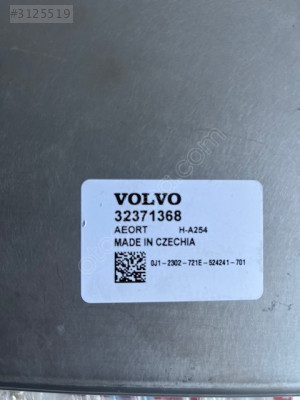 #3125519
VOLVO
32371368
AEORT H-A254
MADE IN CZECHIA
0J1-2302-721E-524241-701